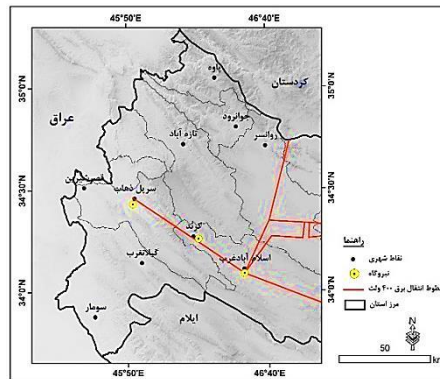 45°50'E 46°40'E
پاوه
کردستان
35°0'N 35°0'N
جوانرود
روانسر
تازه آباد
عراق
قصرشیرین
سرپل ذهاب
34°30'N 34°30'N
کرند
اسلام آبادغرب
گیلانغرب
راهنما
نقاط شهری
نیروگاه
خطوط انتقال برق ۴۰۰ ولت
مرز استان
34°0'N 34°0'N
سومار
ایلام
N
50
km
45°50'E 46°40'E